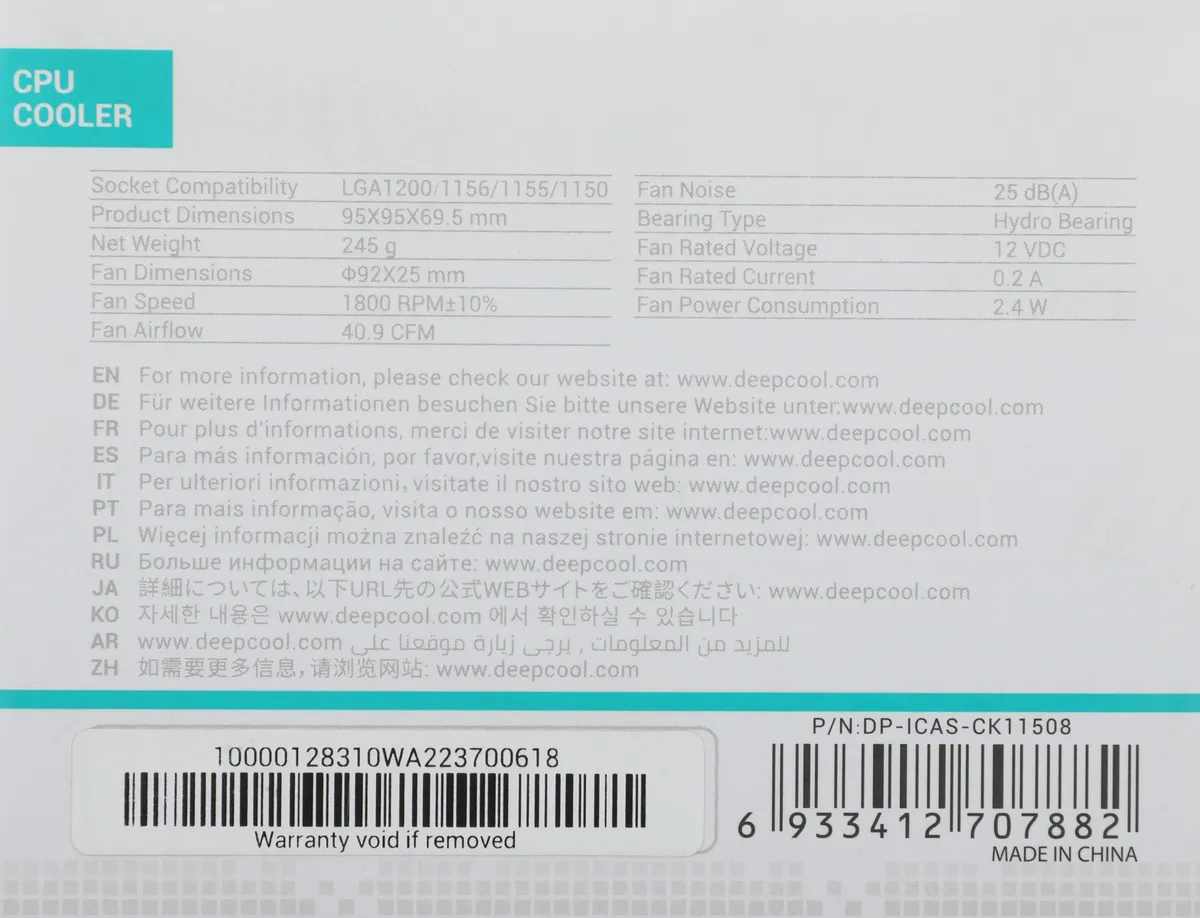 CPU
COOLER
Socket Compatibility LGA1200/1156/1155/1150
Product Dimensions 95X95X69.5 mm
Net Weight 245 g
Fan Dimensions Φ92X25 mm
Fan Speed 1800 RPM±10%
Fan Airflow 40.9 CFM
Fan Noise 25 dB(A)
Bearing Type Hydro Bearing
Fan Rated Voltage 12 VDC
Fan Rated Current 0.2 A
Fan Power Consumption 2.4 W
EN For more information, please check our website at: www.deepcool.com
DE Für weitere Informationen besuchen Sie bitte unsere Website unter:www.deepcool.com
FR Pour plus d'informations, merci de visiter notre site internet:www.deepcool.com
ES Para más información, por favor,visite nuestra página en: www.deepcool.com
IT Per ulteriori informazioni, visitate il nostro sito web: www.deepcool.com
PT Para mais informação, visita o nosso website em: www.deepcool.com
PL Więcej informacji można znaleźć na naszej stronie internetowej: www.deepcool.com
RU Больше информации на сайте: www.deepcool.com
JA 詳細については、以下URL先の公式WEBサイトをご確認ください: www.deepcool.com
KO 자세한 내용은 www.deepcool.com 에서 확인하실 수 있습니다
AR www.deepcool.com للمزيد من المعلومات , يرجى زيارة موقعنا على
ZH 如需要更多信息,请浏览网站: www.deepcool.com
10000128310WA223700618
Warranty void if removed
P/N:DP-ICAS-CK11508
6 933412 707882
MADE IN CHINA